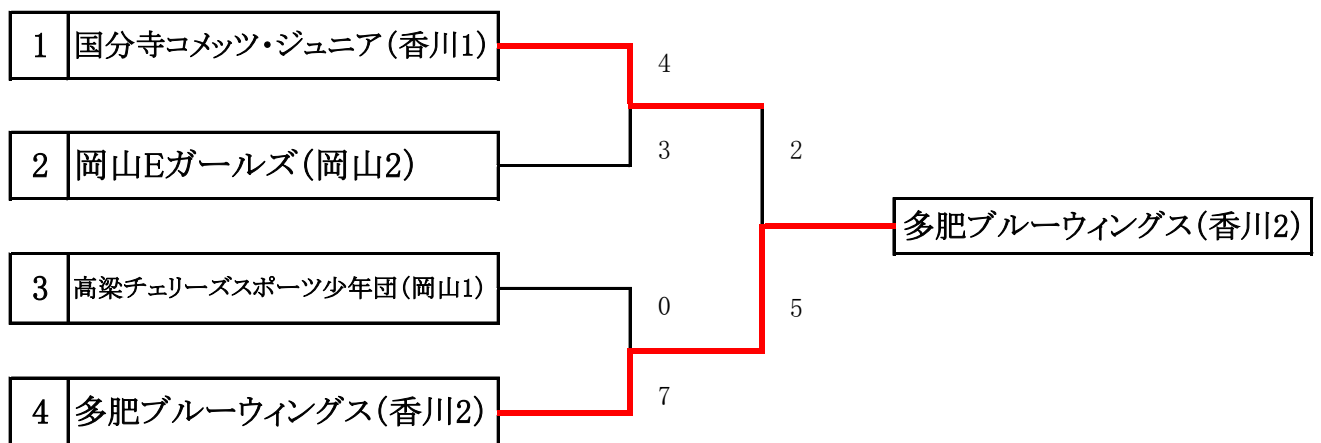 1 国分寺コメッツ・ジュニア(香川1)
4
2 岡山Eガールズ(岡山2)
3
2
多肥ブルーウィングス(香川2)
3 高梁チェリーズスポーツ少年団(岡山1)
0
5
4 多肥ブルーウィングス(香川2)
7